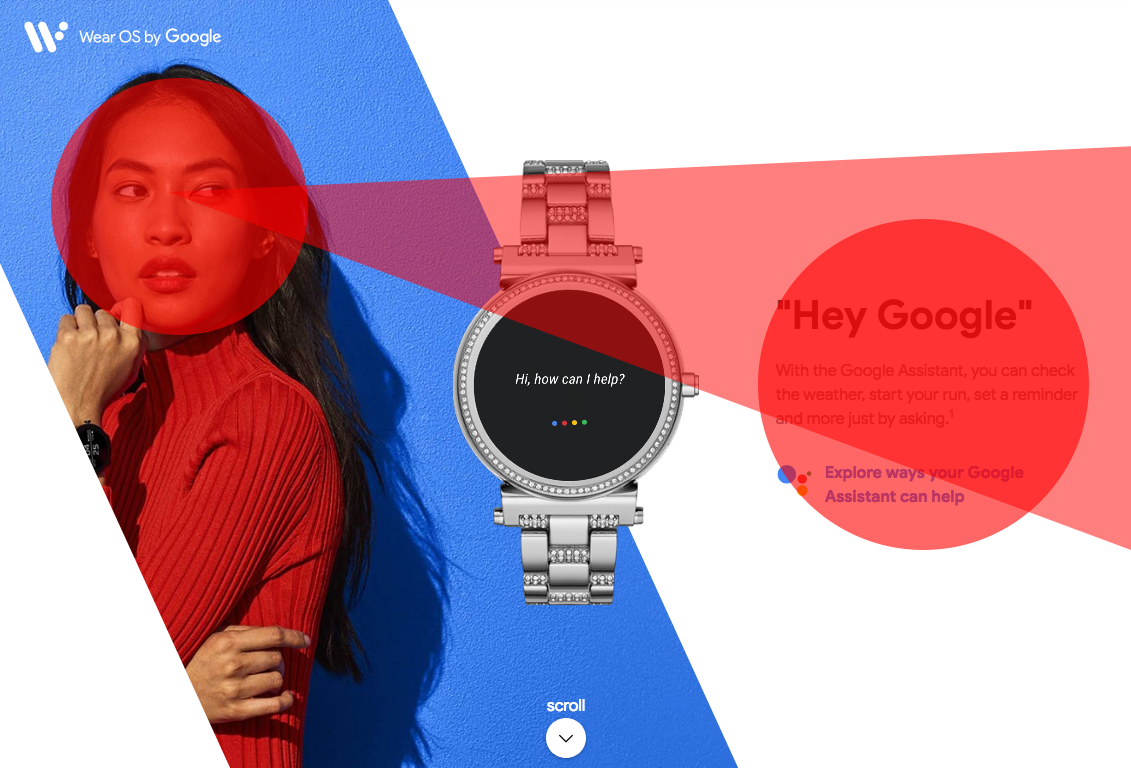 Wear OS by Google
"Hey Google"
With the Google Assistant, you can check
the weather, start your run, set a reminder
and more just by asking.¹
Hi, how can I help?
Explore ways your Google
Assistant can help
04
25
scroll